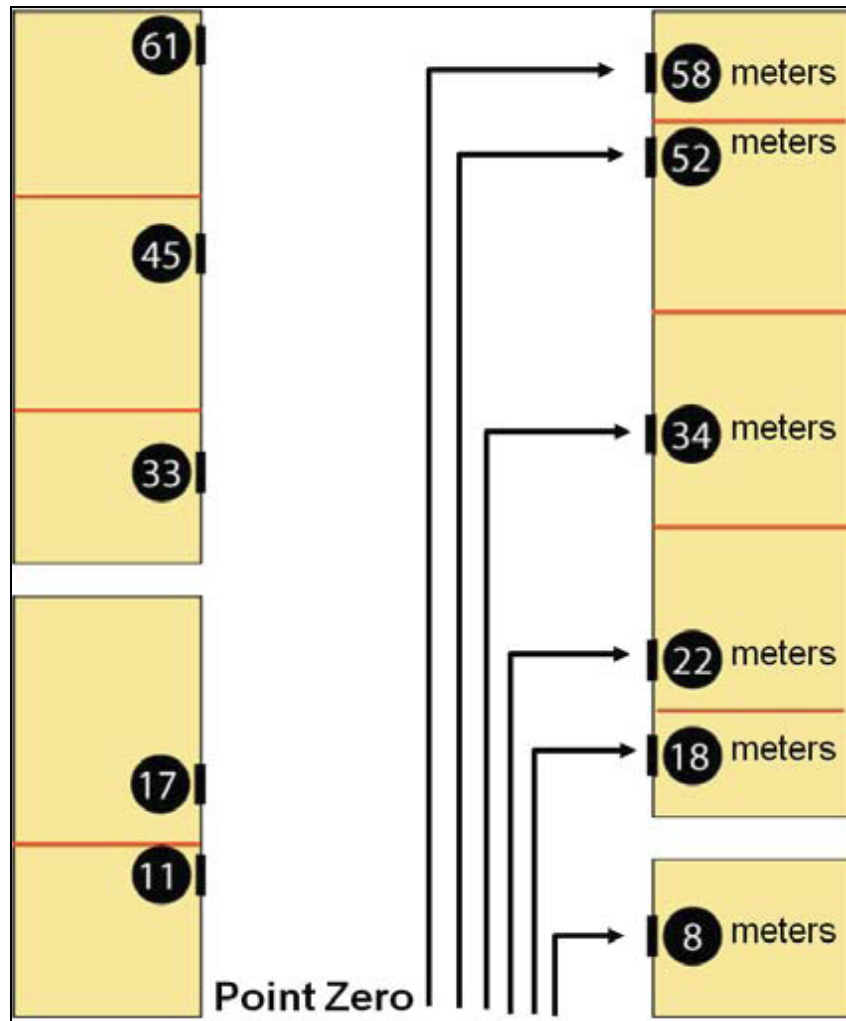 61
58 meters
52 meters
45
34 meters
33
22 meters
18 meters
17
11
8 meters
Point Zero